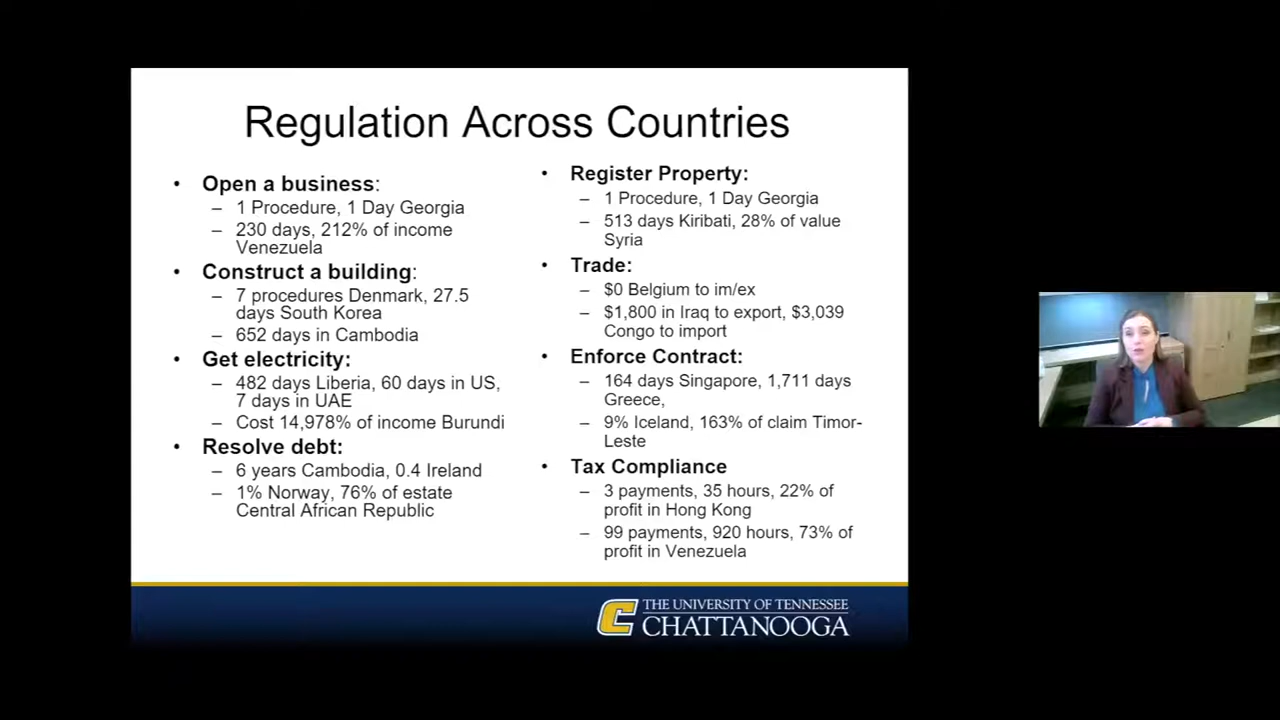 Regulation Across Countries
• Open a business:
– 1 Procedure, 1 Day Georgia
– 230 days, 212% of income
Venezuela
• Construct a building:
– 7 procedures Denmark, 27.5
days South Korea
– 652 days in Cambodia
• Get electricity:
– 482 days Liberia, 60 days in US,
7 days in UAE
– Cost 14,978% of income Burundi
• Resolve debt:
– 6 years Cambodia, 0.4 Ireland
– 1% Norway, 76% of estate
Central African Republic
• Register Property:
– 1 Procedure, 1 Day Georgia
– 513 days Kiribati, 28% of value
Syria
• Trade:
– $0 Belgium to im/ex
– $1,800 in Iraq to export, $3,039
Congo to import
• Enforce Contract:
– 164 days Singapore, 1,711 days
Greece,
– 9% Iceland, 163% of claim Timor-
Leste
• Tax Compliance
– 3 payments, 35 hours, 22% of
profit in Hong Kong
– 99 payments, 920 hours, 73% of
profit in Venezuela
C THE UNIVERSITY OF TENNESSEE
CHATTANOOGA